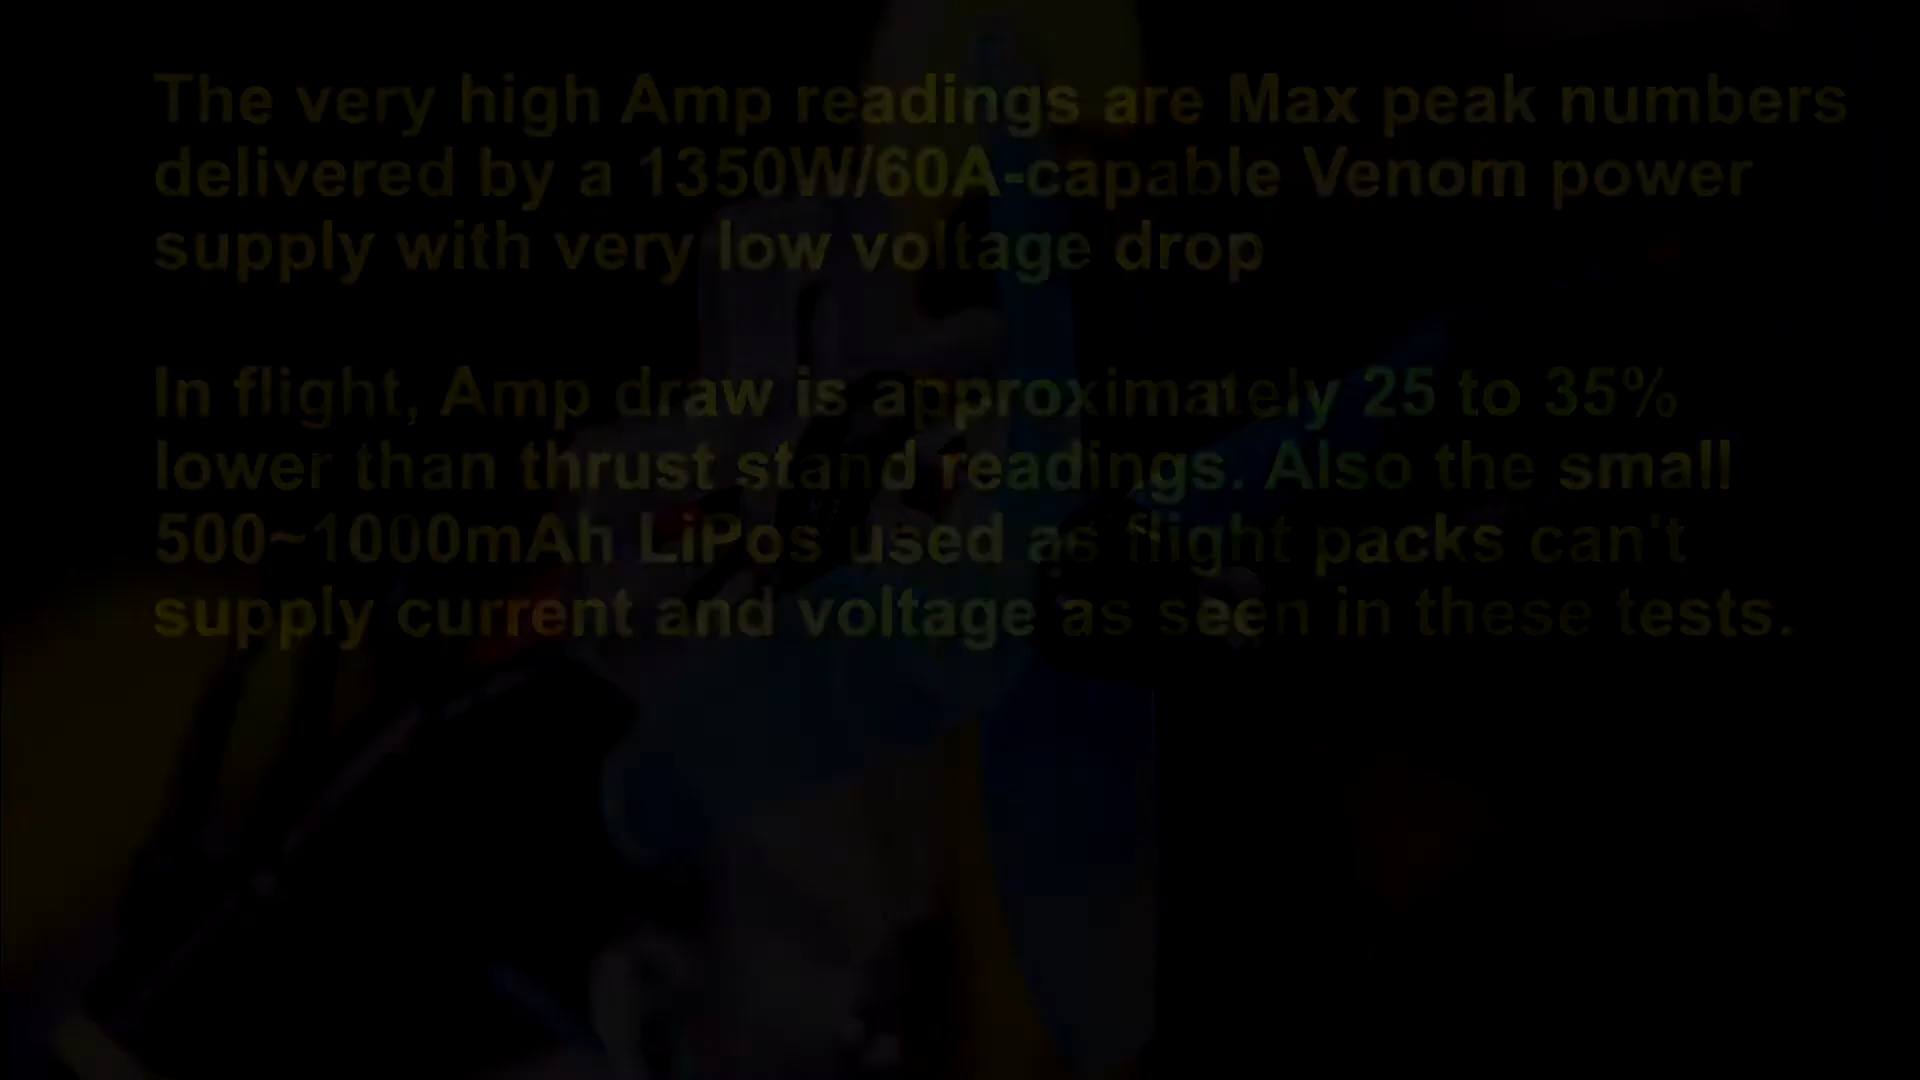 The very high Amp readings are Max peak numbers
delivered by a 1350W/60A-capable Venom power
supply with very low voltage drop
In flight, Amp draw is approximately 25 to 35%
lower than thrust stand readings. Also the small
500~1000mAh LiPos used as flight packs can't
supply current and voltage as seen in these tests.